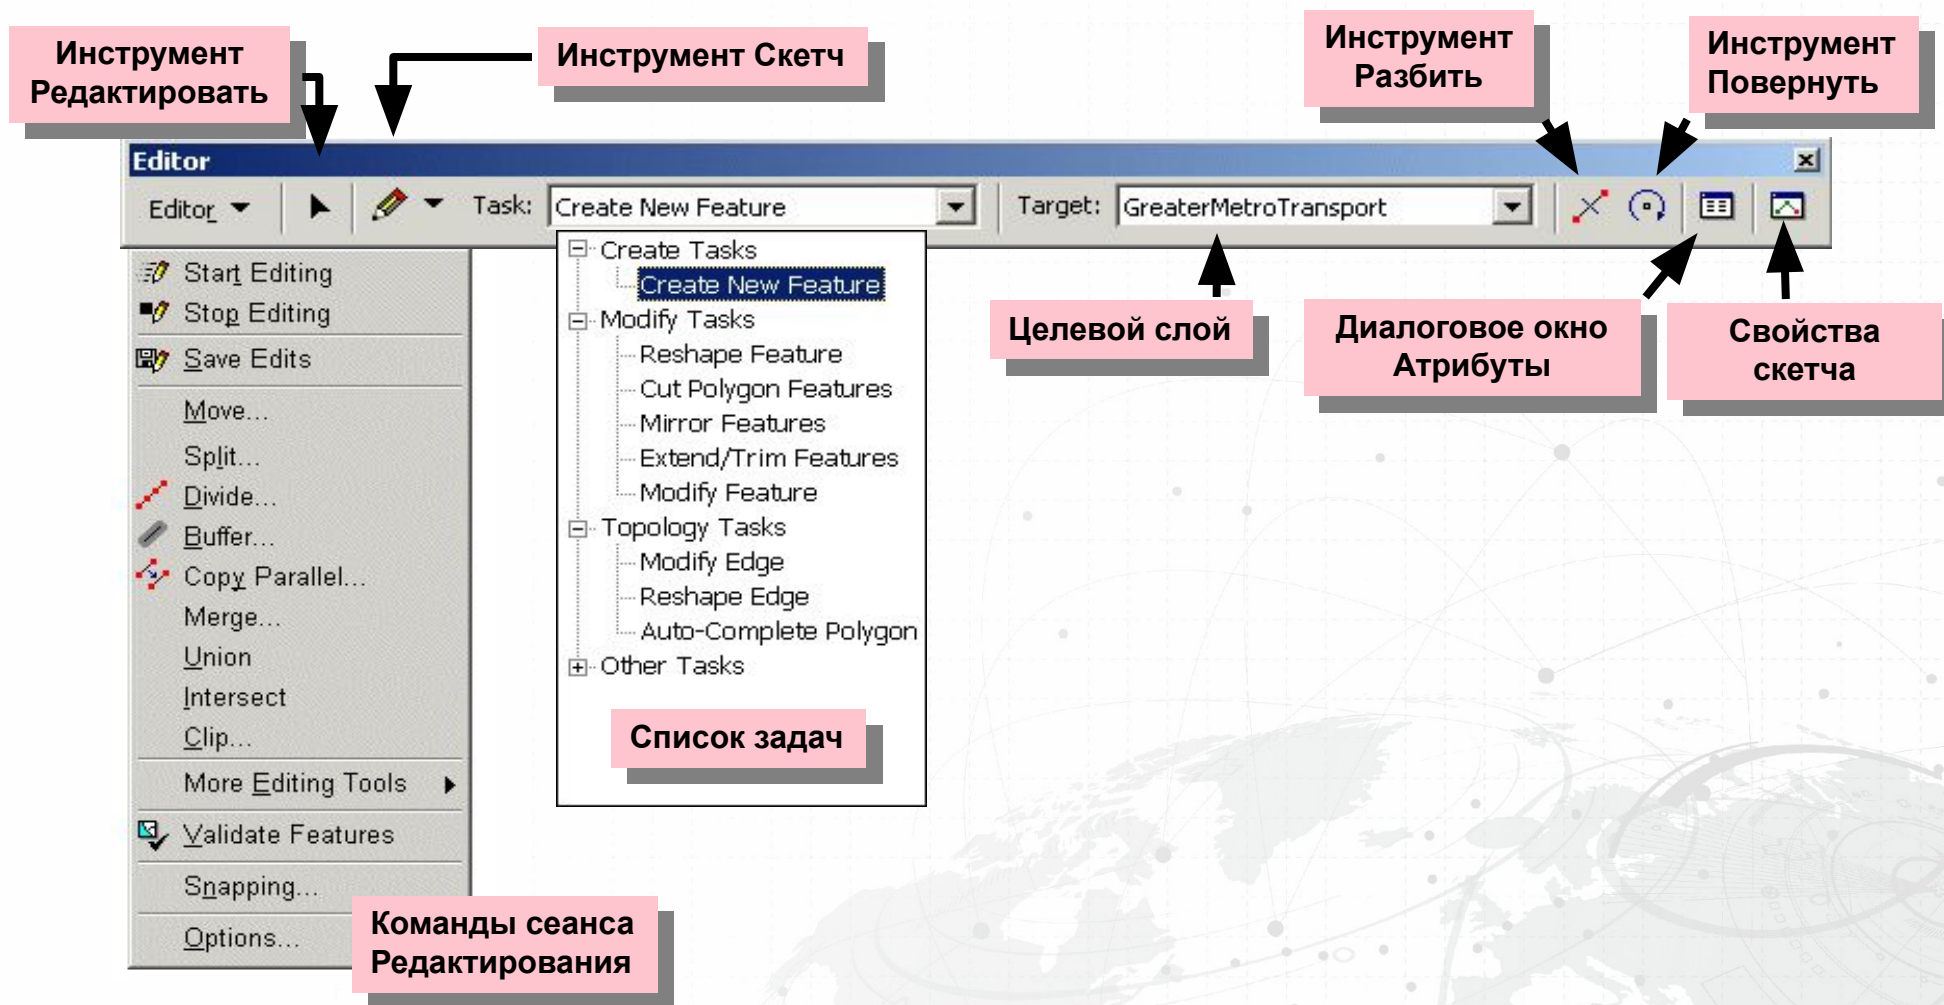 Инструмент
Редактировать
Инструмент Скетч
Инструмент
Разбить
Инструмент
Повернуть
Editor
Editor
Task:
Create New Feature
Target:
GreaterMetroTransport
Start Editing
Stop Editing
Save Edits
Move...
Split...
Divide...
Buffer...
Copy Parallel...
Merge...
Union
Intersect
Clip...
More Editing Tools
Validate Features
Snapping...
Options...
Create Tasks
Create New Feature
Modify Tasks
Reshape Feature
Cut Polygon Features
Mirror Features
Extend/Trim Features
Modify Feature
Topology Tasks
Modify Edge
Reshape Edge
Auto-Complete Polygon
Other Tasks
Список задач
Целевой слой
Диалоговое окно
Атрибуты
Свойства
скетча
Команды сеанса
Редактирования